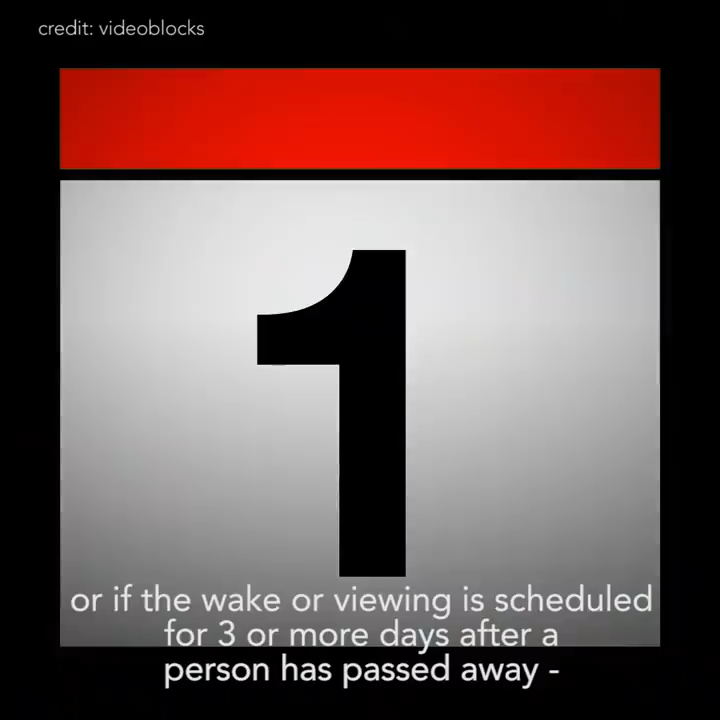 credit: videoblocks
1
or if the wake or viewing is scheduled
for 3 or more days after a
person has passed away -